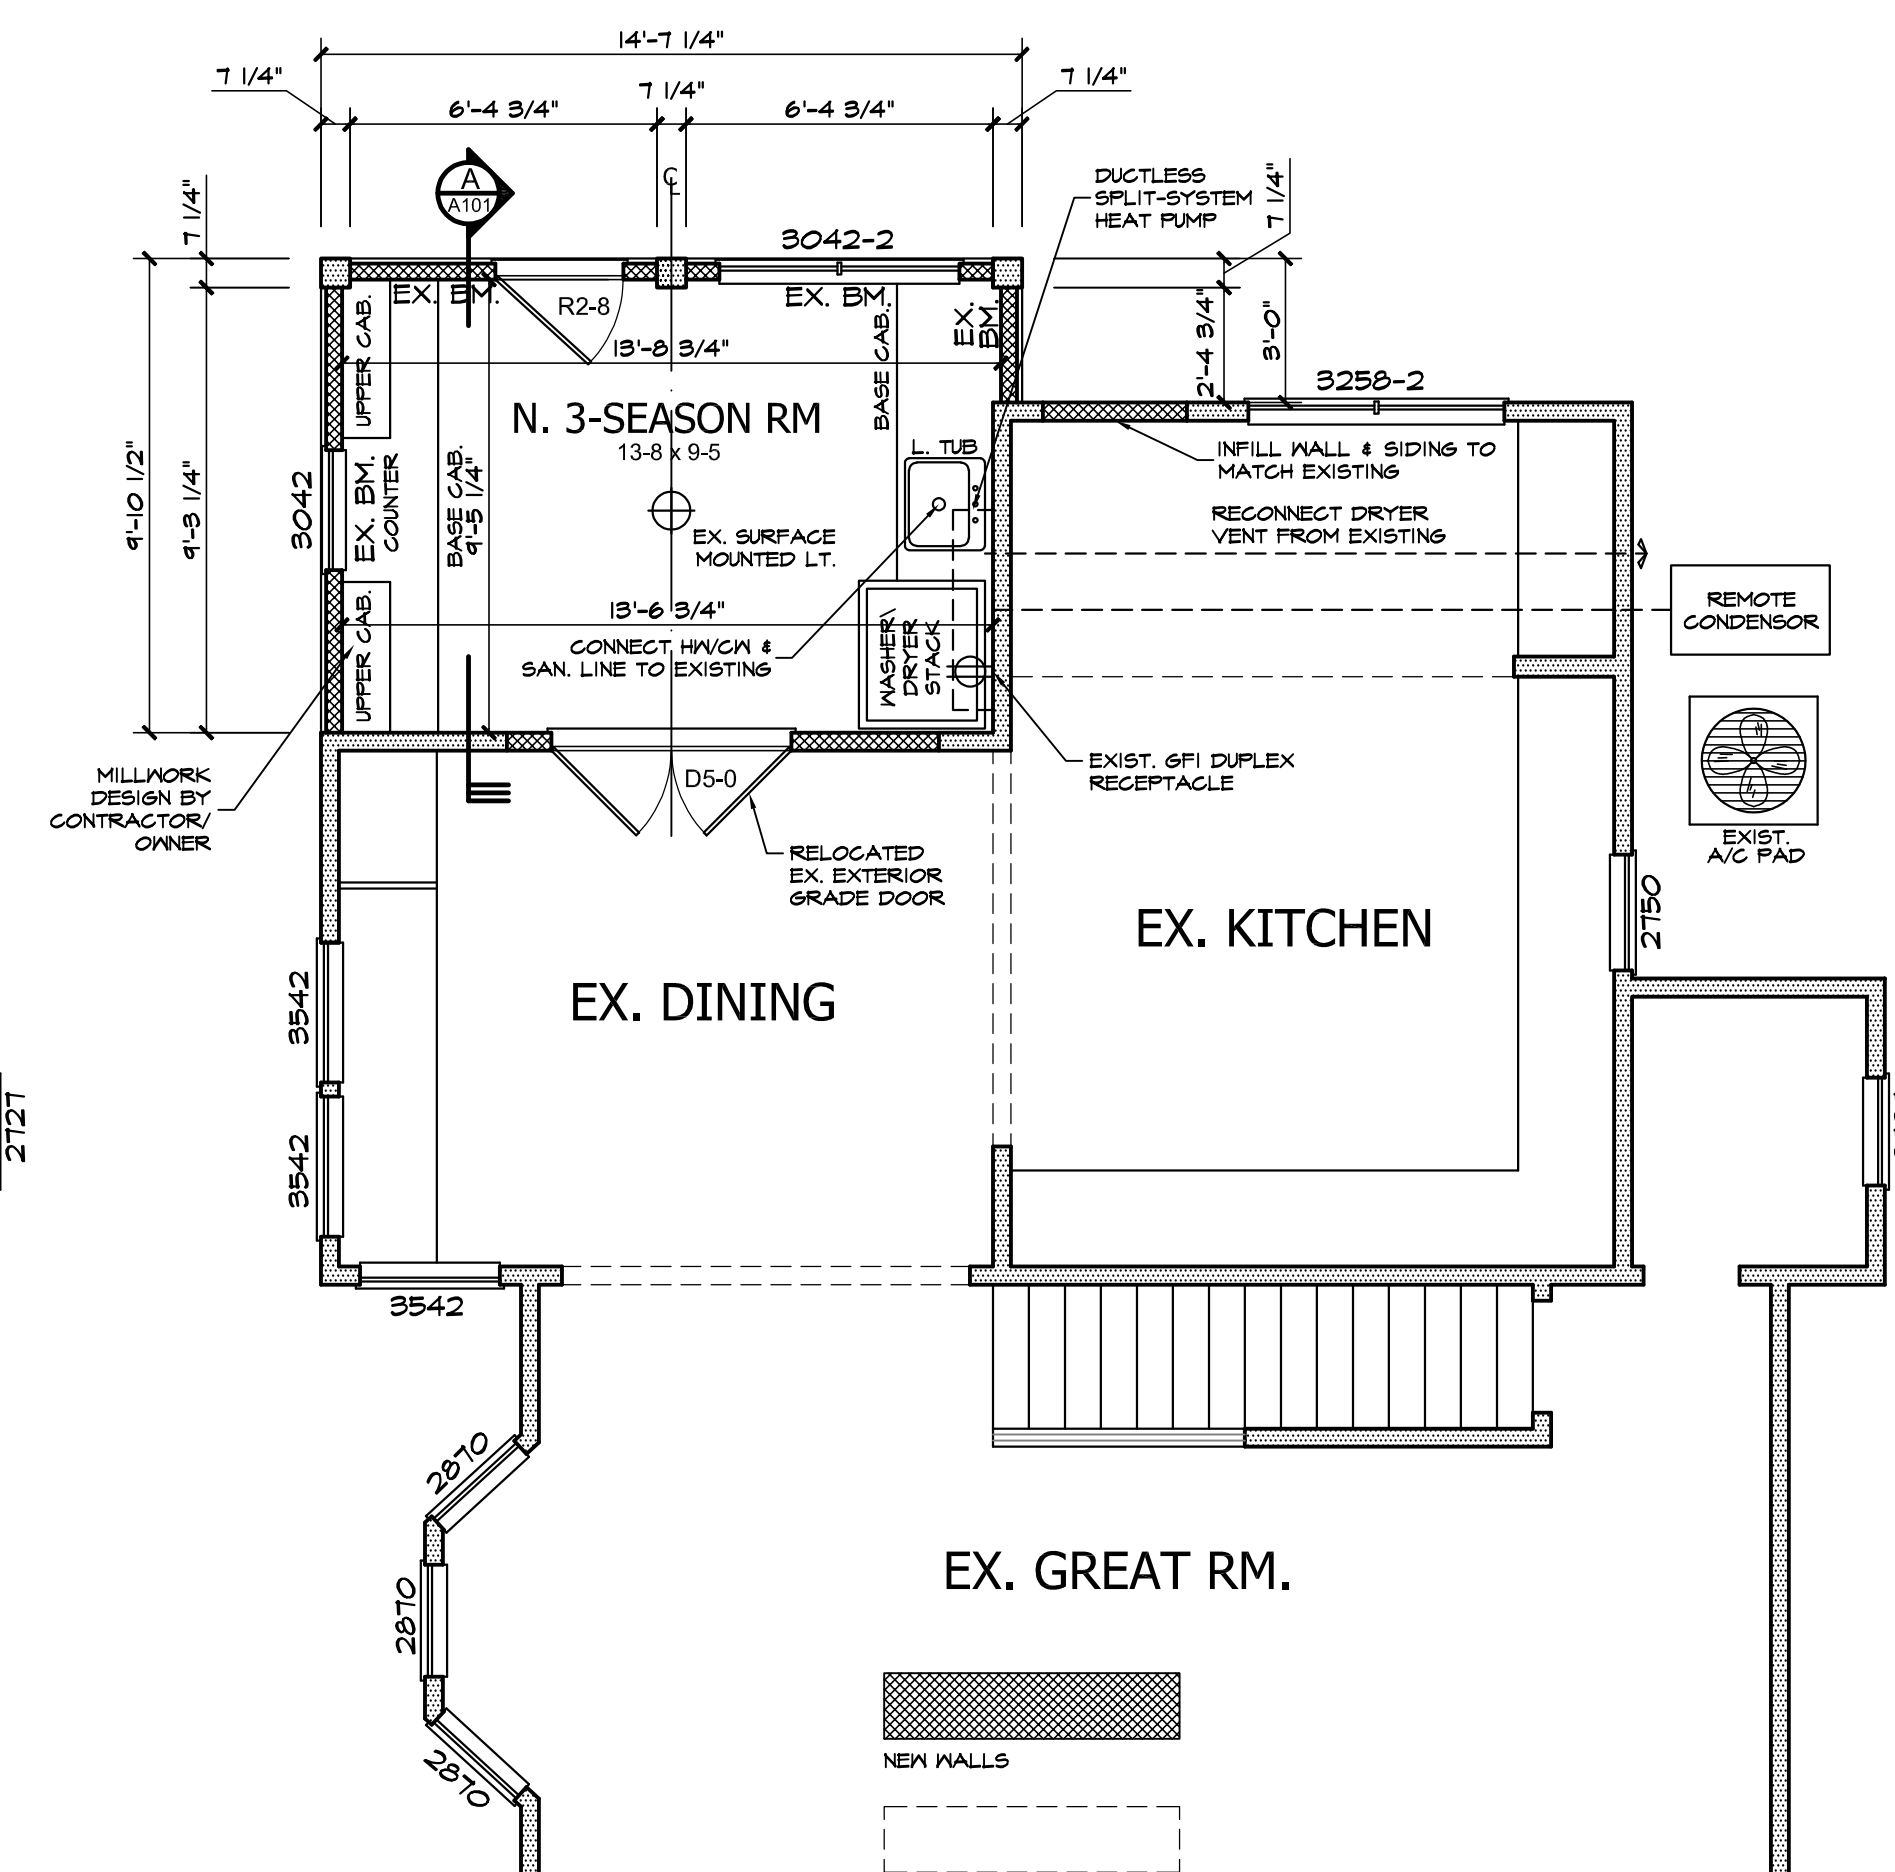 14'-7 1/4"
7 1/4"
7 1/4"
7 1/4"
6'-4 3/4"
6'-4 3/4"
A
A101
CL
DUCTLESS
SPLIT-SYSTEM
HEAT PUMP
7 1/4"
7 1/4"
3042-2
EX. BM.
R2-8
EX. BM.
EX.
BM.
2'-4 3/4"
3'-0"
3258-2
UPPER CAB.
13'-8 3/4"
BASE CAB.
N. 3-SEASON RM
13-8 x 9-5
L. TUB
INFILL WALL & SIDING TO
MATCH EXISTING
9'-10 1/2"
9'-3 1/4"
3042
EX. BM.
COUNTER
BASE CAB.
9'-5 1/4"
EX. SURFACE
MOUNTED LT.
RECONNECT DRYER
VENT FROM EXISTING
REMOTE
CONDENSOR
UPPER CAB.
13'-6 3/4"
CONNECT HW/CW &
SAN. LINE TO EXISTING
WASHER\
DRYER
STACK
MILLWORK
DESIGN BY
CONTRACTOR/
OWNER
D5-0
EXIST. GFI DUPLEX
RECEPTACLE
EXIST.
A/C PAD
RELOCATED
EX. EXTERIOR
GRADE DOOR
EX. KITCHEN
2750
EX. DINING
3542
2727
3542
3542
2870
2870
2870
EX. GREAT RM.
NEW WALLS